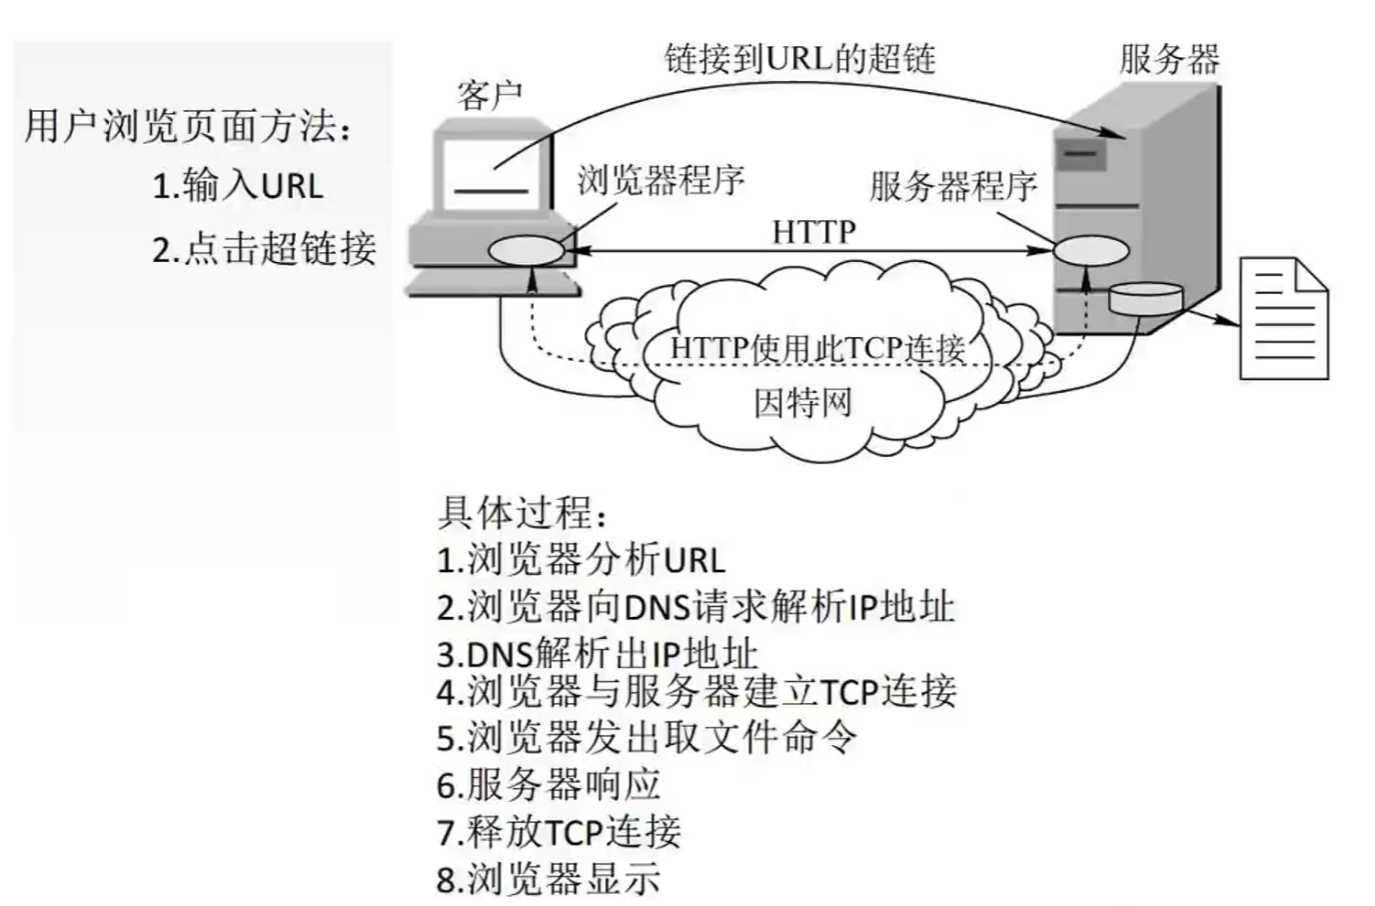 用户浏览页面方法：
1.输入URL
2.点击超链接
链接到URL的超链
服务器
客户
浏览器程序
服务器程序
HTTP
HTTP使用此TCP连接
因特网
具体过程：
1.浏览器分析URL
2.浏览器向DNS请求解析IP地址
3.DNS解析出IP地址
4.浏览器与服务器建立TCP连接
5.浏览器发出取文件命令
6.服务器响应
7.释放TCP连接
8.浏览器显示